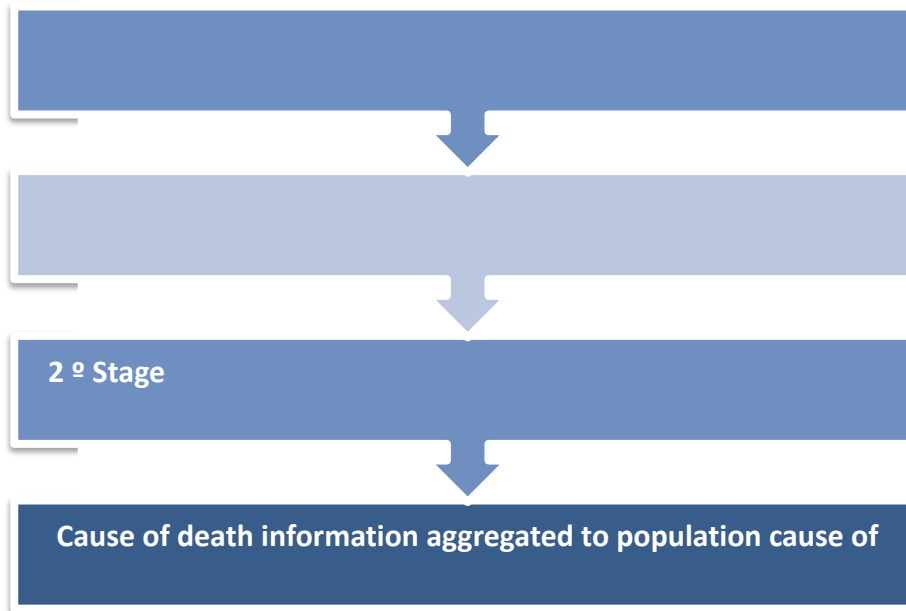 2 º Stage
Cause of death information aggregated to population cause of